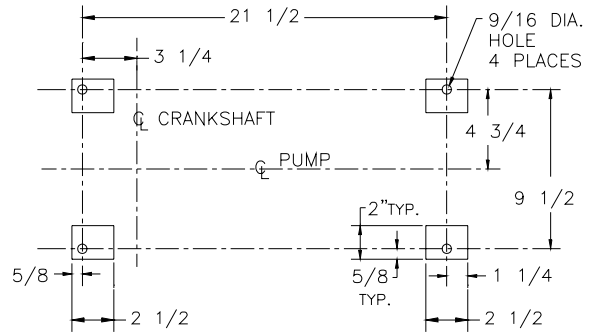 21 1/2
9/16 DIA.
HOLE
4 PLACES
3 1/4
℄ CRANKSHAFT
4 3/4
℄ PUMP
9 1/2
2" TYP.
5/8
5/8
TYP.
1 1/4
2 1/2
2 1/2